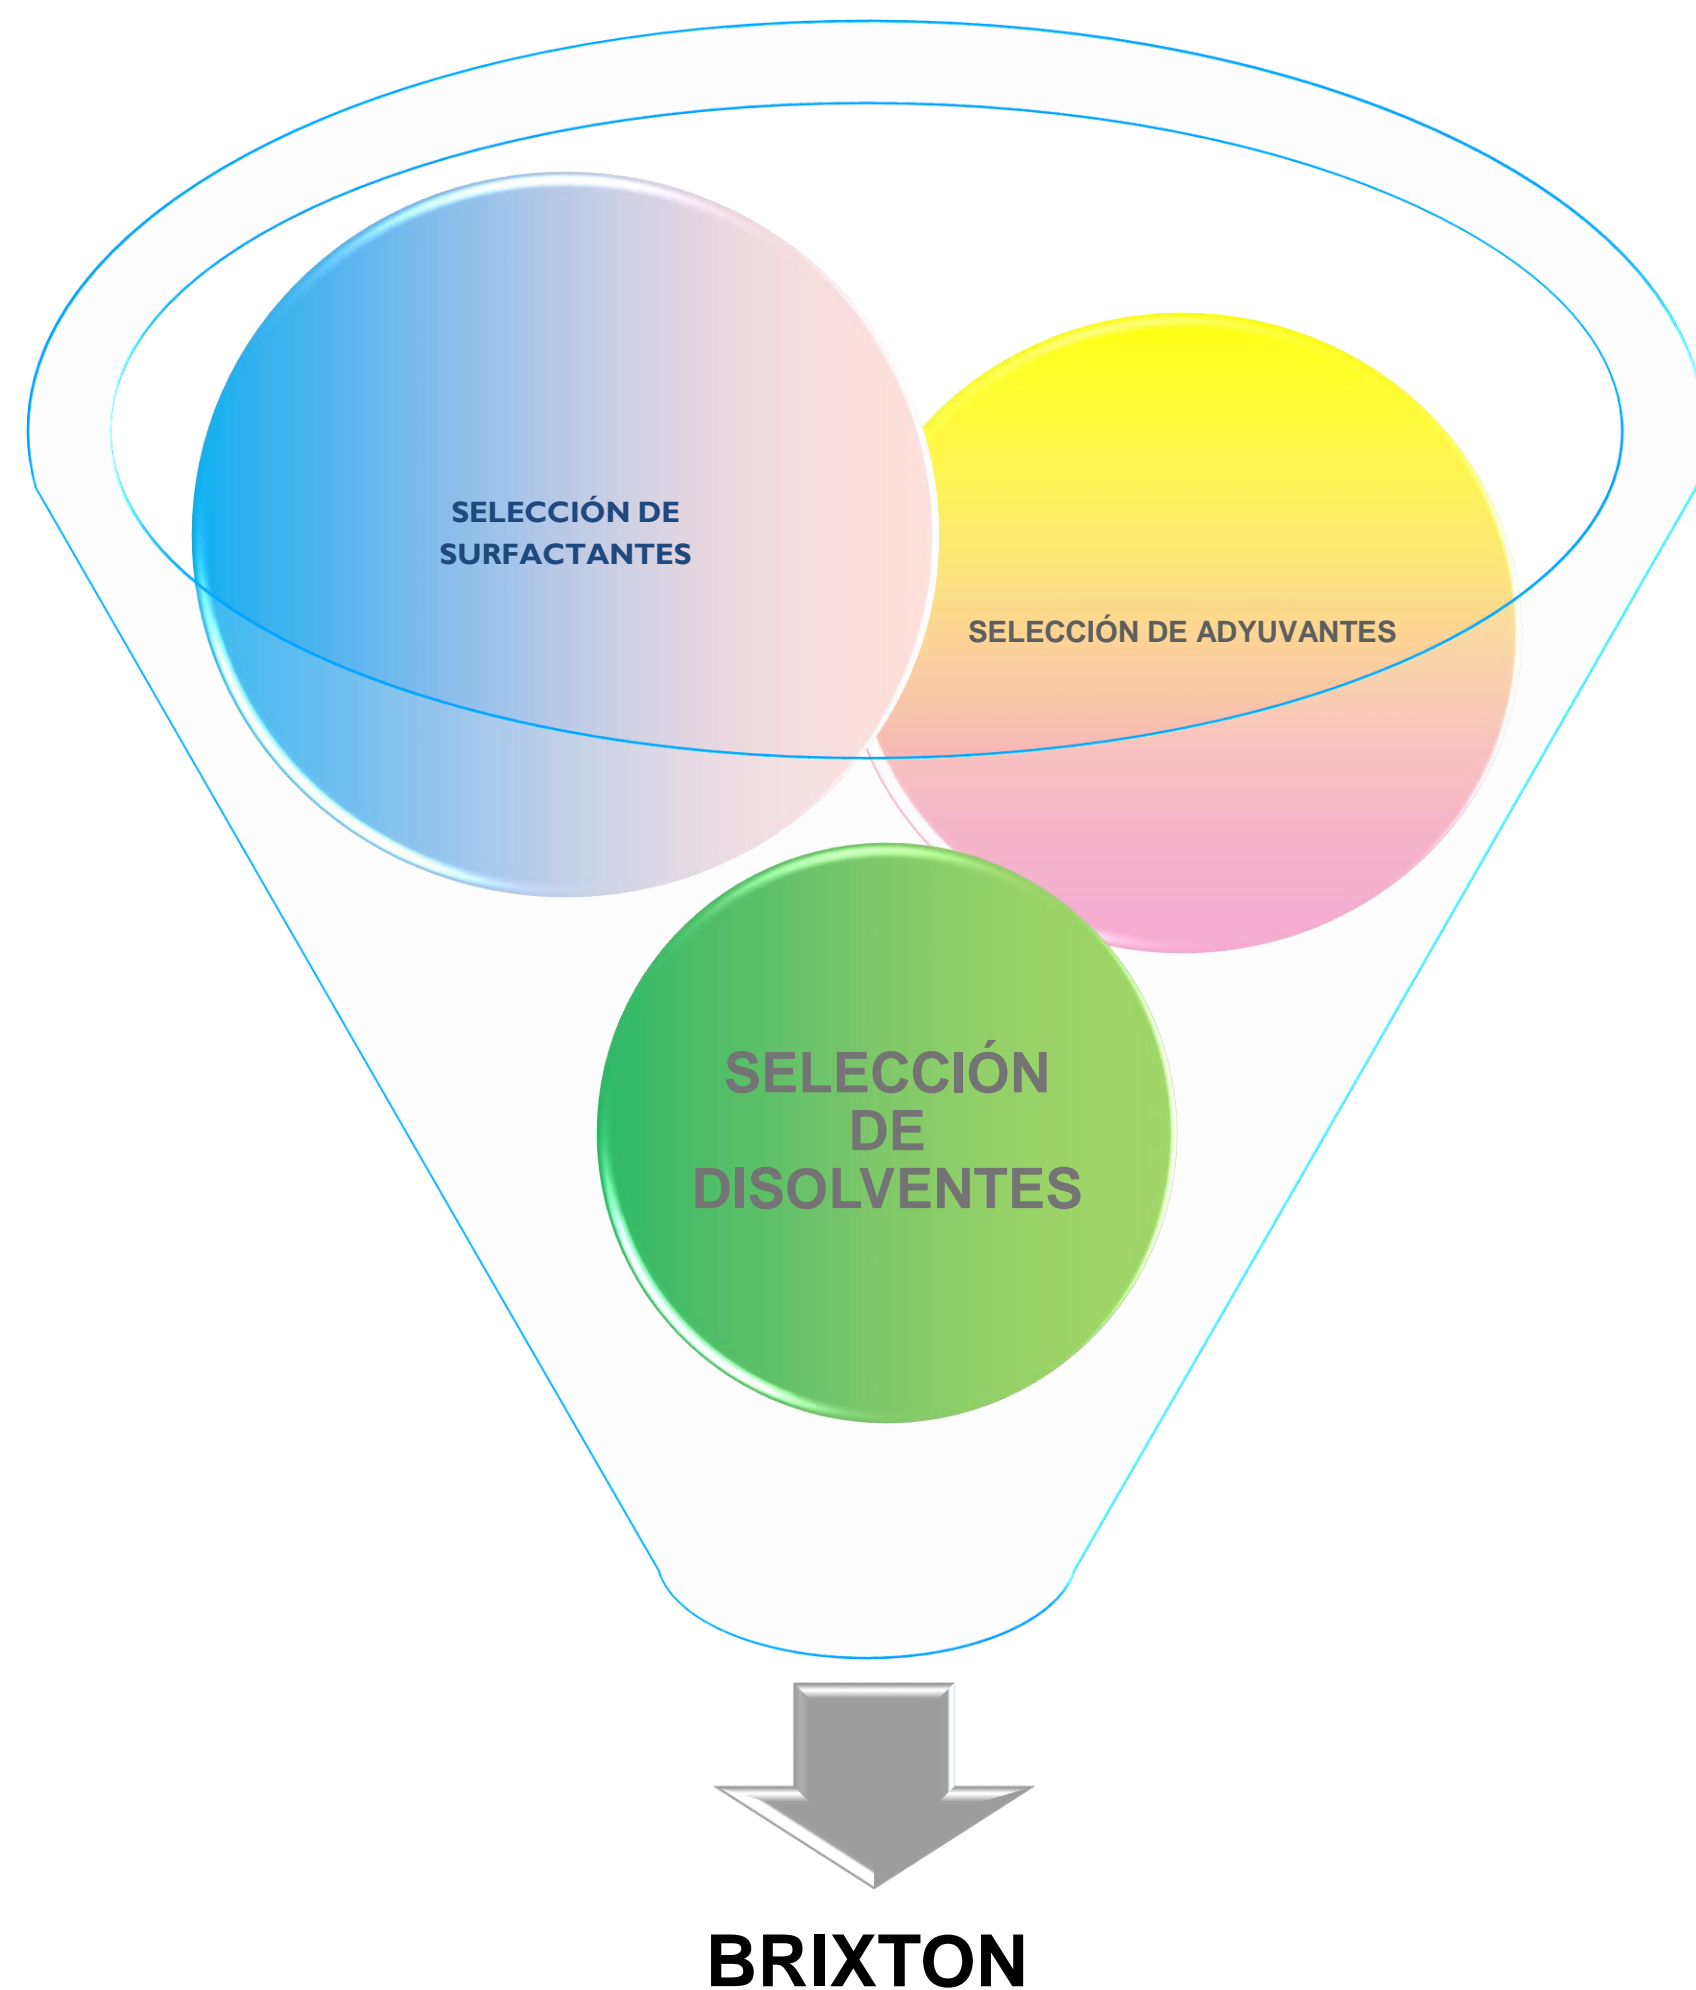 SELECCIÓN DE
SURFACTANTES
SELECCIÓN DE ADYUVANTES
SELECCIÓN
DE
DISOLVENTES
BRIXTON